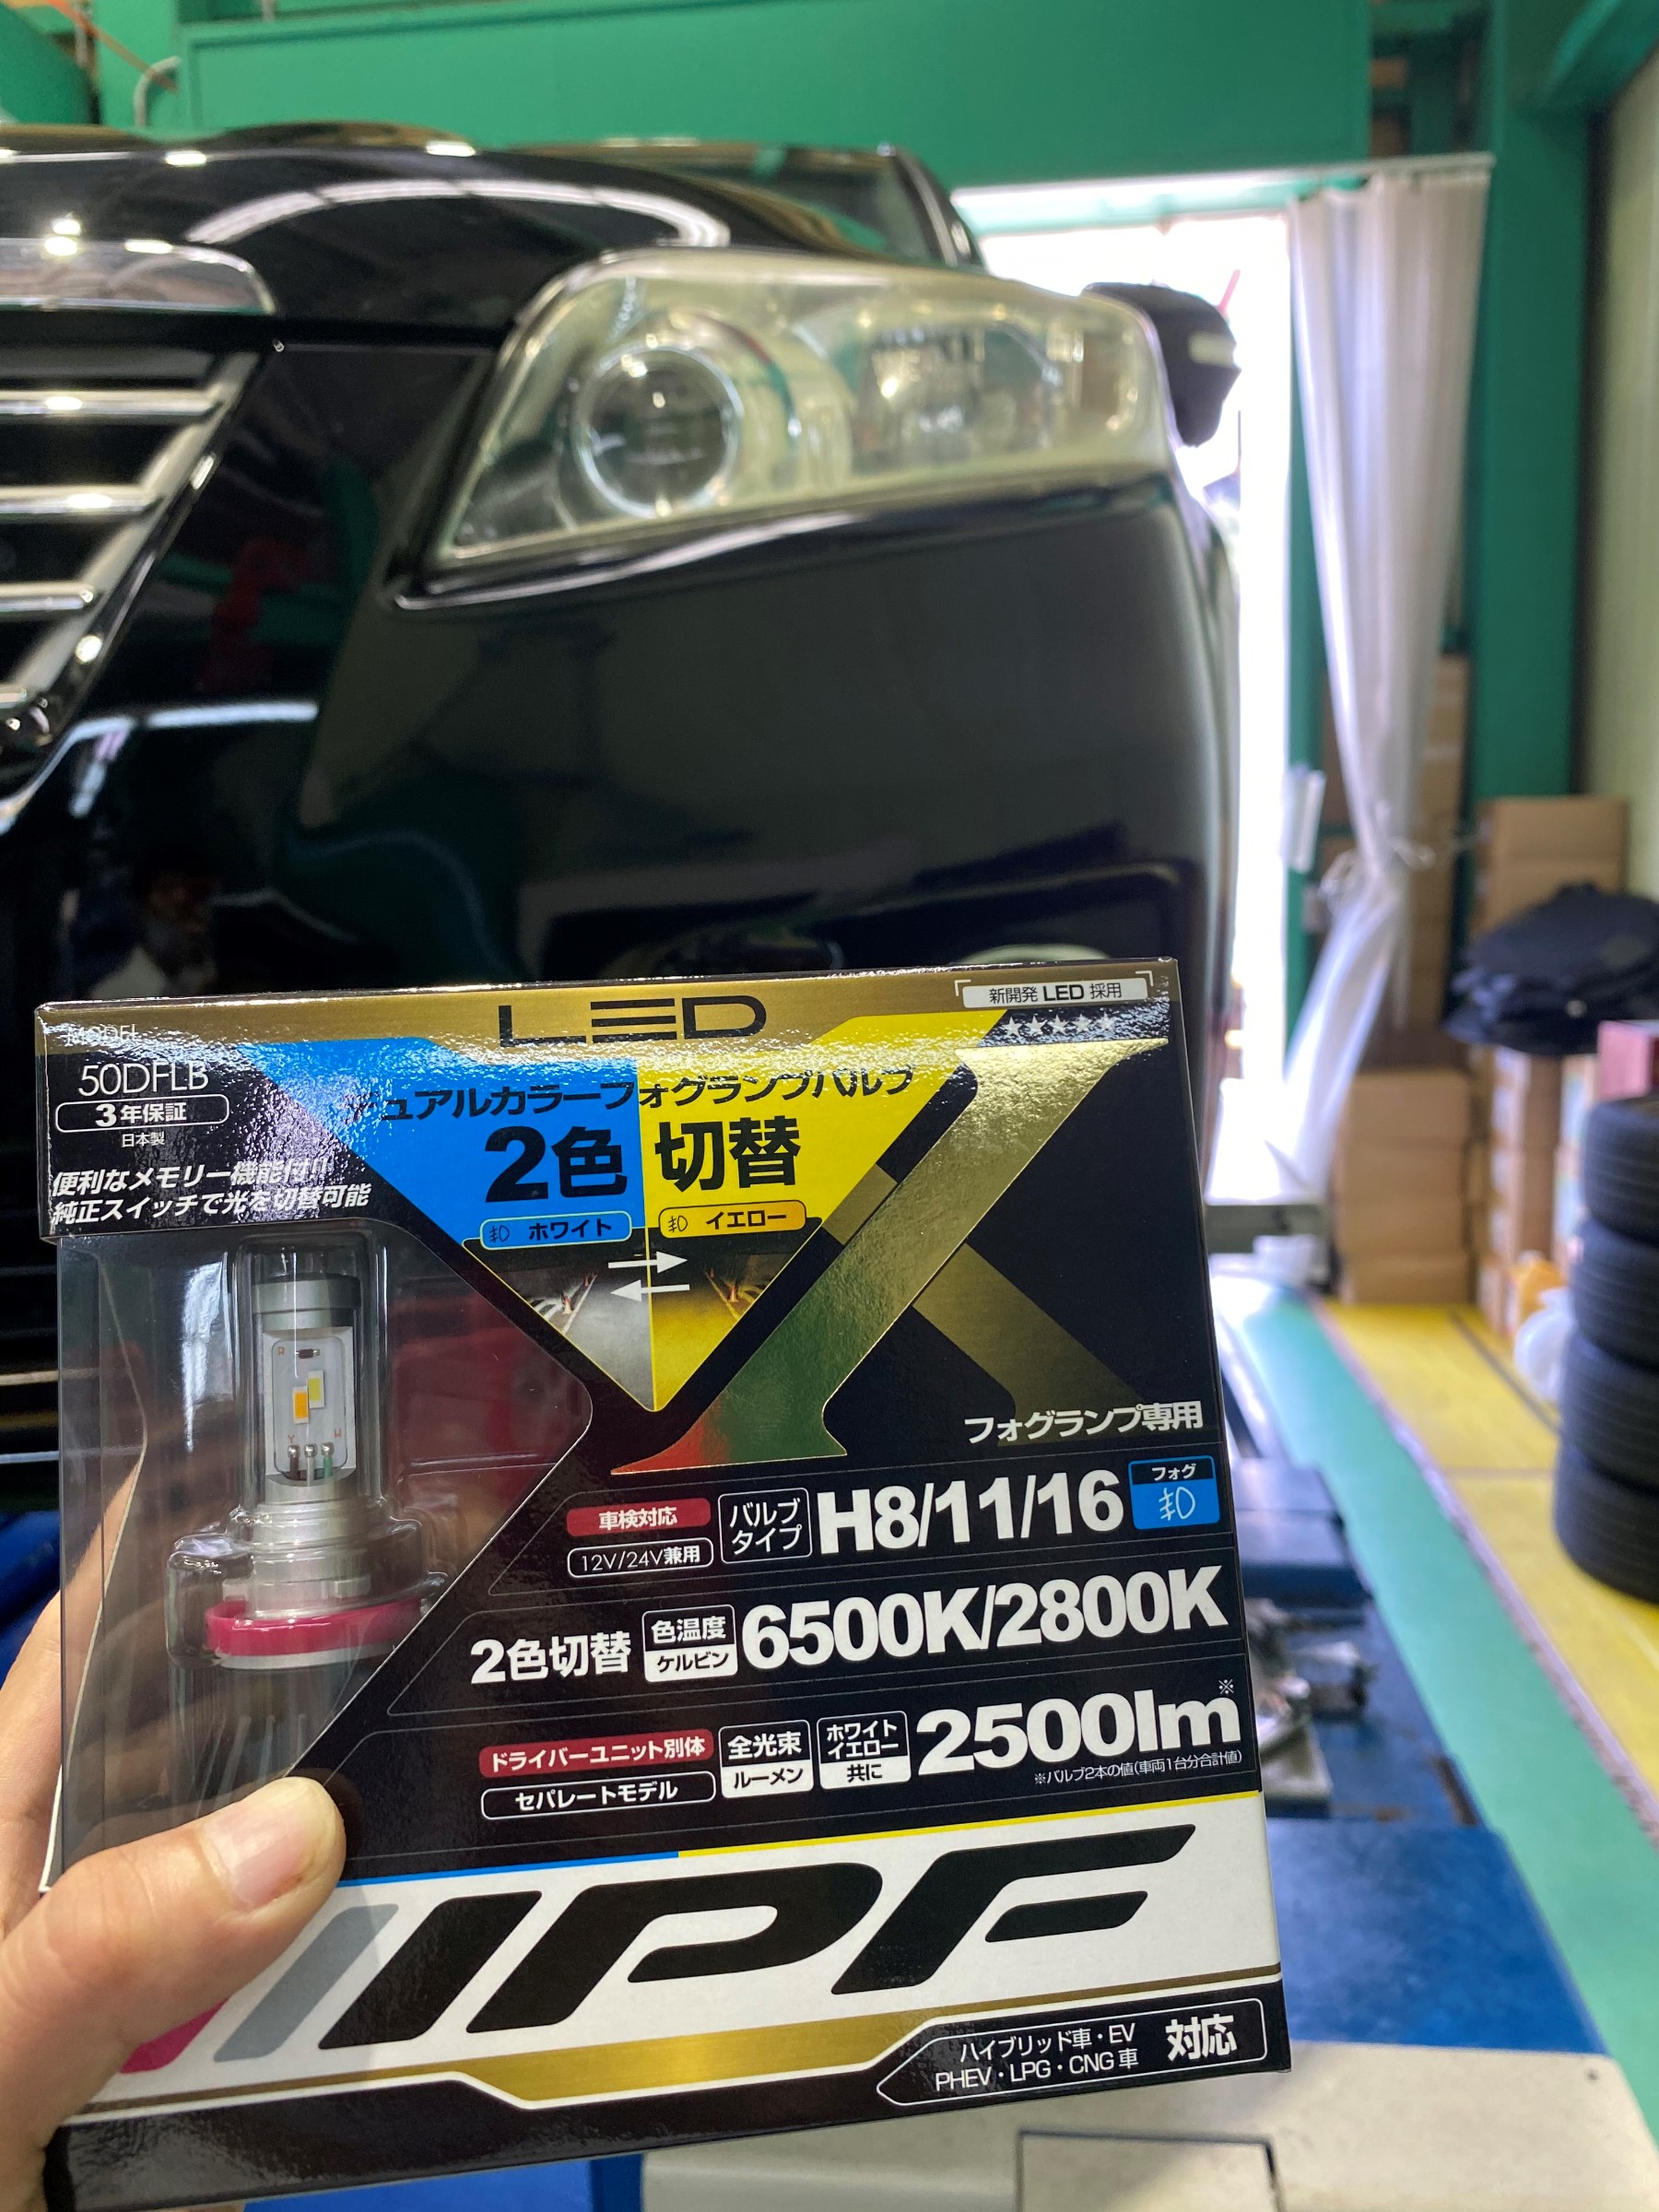 LED
新開発 LED 採用
★★★★★
MODEL
50DFLB
3年保証
日本製
便利なメモリー機能付!!
純正スイッチで光を切替可能
ュアルカラーフォグランプバルブ
2色切替
ホワイト
イエロー
R
Y W
フォグランプ専用
車検対応
12V/24V兼用
バルブ
タイプ
H8/11/16
フォグ
2色切替
色温度
ケルビン
6500K/2800K
ドライバーユニット別体
セパレートモデル
全光束
ルーメン
ホワイト
イエロー
共に
2500lm※
※バルブ2本の値(車両1台分合計値)
IPF
ハイブリッド車・EV
PHEV・LPG・CNG車
対応